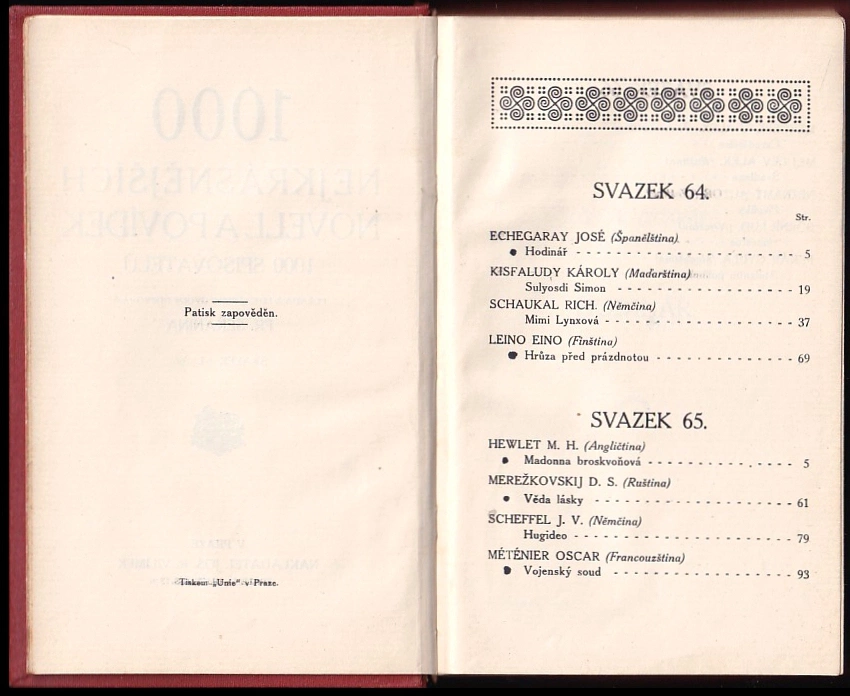 Patisk zapověděn.
Tiskem „Unie“ v Praze.
SVAZEK 64.
Str.
ECHEGARAY JOSÉ (Španělština).
Hodinář - - - - - - - - - - - - - - - - - - - - 5
KISFALUDY KÁROLY (Maďarština)
Sulyosdi Simon - - - - - - - - - - - - - - - - 19
SCHAUKAL RICH. (Němčina)
Mimi Lynxová - - - - - - - - - - - - - - - - - 37
LEINO EINO (Finština)
Hrůza před prázdnotou - - - - - - - - - - - - 69
SVAZEK 65.
HEWLET M. H. (Angličtina)
Madonna broskvoňová - - - - - - - - - - - - - 5
MEREŽKOVSKIJ D. S. (Ruština)
Věda lásky - - - - - - - - - - - - - - - - - - 61
SCHEFFEL J. V. (Němčina)
Hugideo - - - - - - - - - - - - - - - - - - - - 79
MÉTÉNIER OSCAR (Francouzština)
Vojenský soud - - - - - - - - - - - - - - - - 93